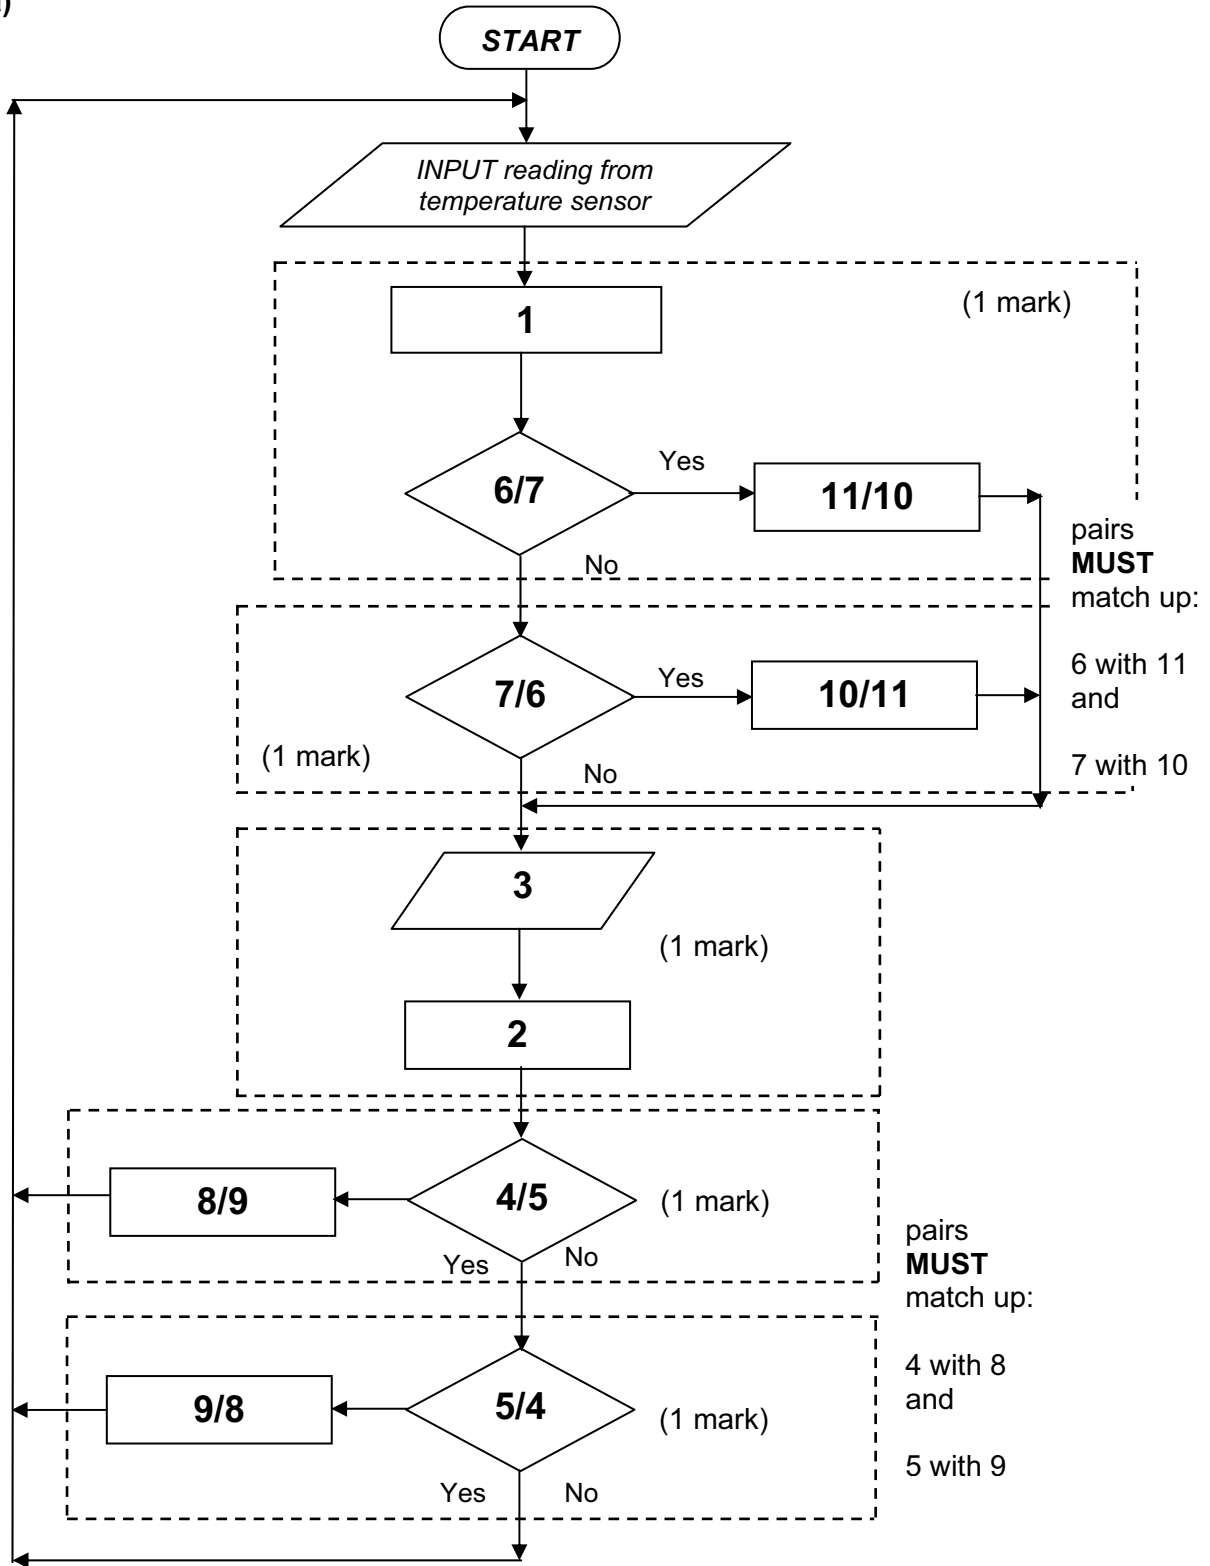 START
INPUT reading from
temperature sensor
(1 mark)
1
Yes
6/7
11/10
No
pairs
MUST
match up:
6 with 11
and
7 with 10
Yes
7/6
10/11
(1 mark)
No
3
(1 mark)
2
8/9
4/5
(1 mark)
Yes
No
pairs
MUST
match up:
4 with 8
and
5 with 9
9/8
5/4
(1 mark)
Yes
No